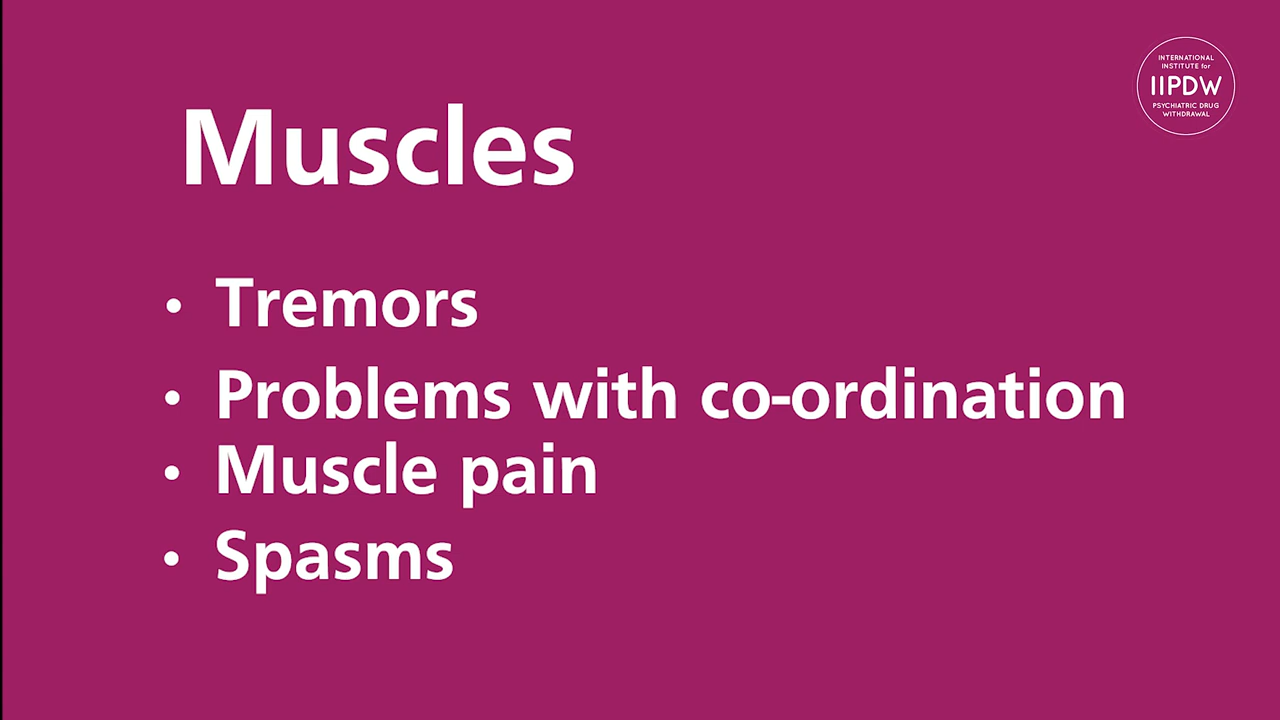 INTERNATIONAL
INSTITUTE for
IIPDW
PSYCHIATRIC DRUG
WITHDRAWAL
Muscles
• Tremors
• Problems with co-ordination
• Muscle pain
• Spasms